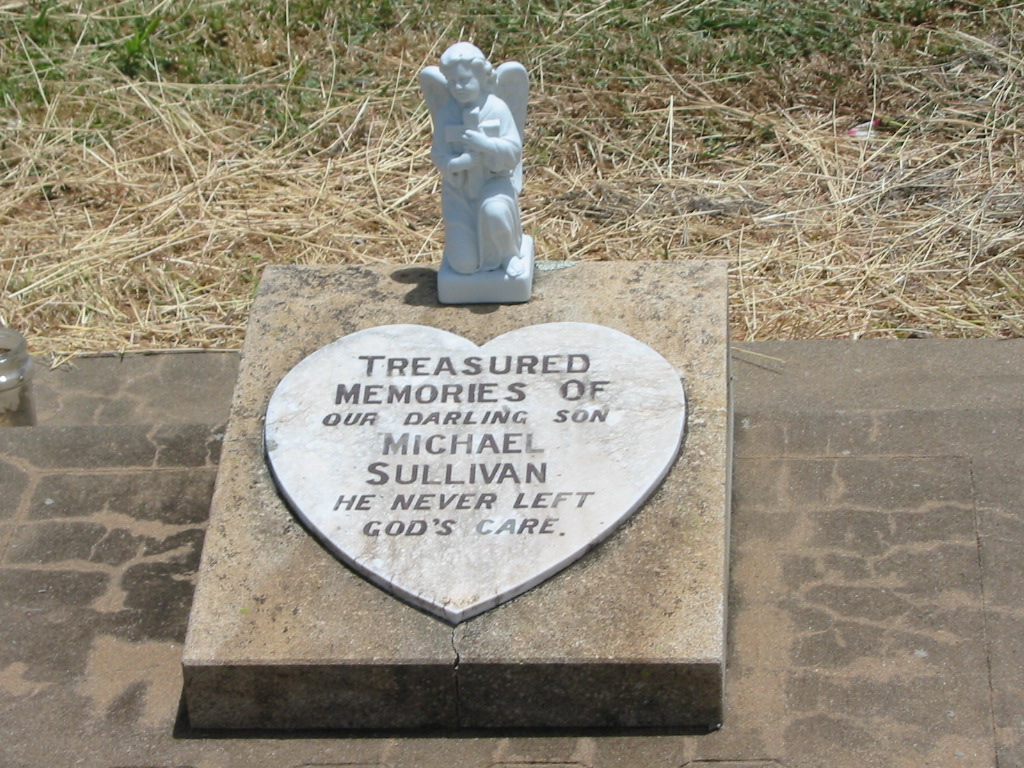 TREASURED
MEMORIES OF
OUR DARLING SON
MICHAEL
SULLIVAN
HE NEVER LEFT
GOD'S CARE.